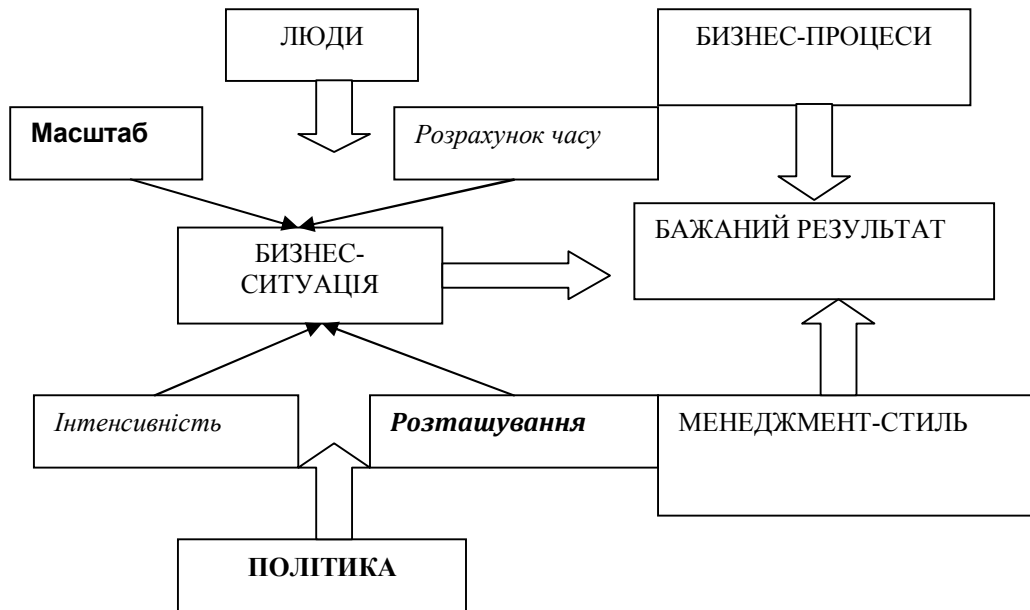 ЛЮДИ
БИЗНЕС-ПРОЦЕСИ
Масштаб
Розрахунок часу
БИЗНЕС-
СИТУАЦІЯ
БАЖАНИЙ РЕЗУЛЬТАТ
Інтенсивність
Розташування
МЕНЕДЖМЕНТ-СТИЛЬ
ПОЛІТИКА